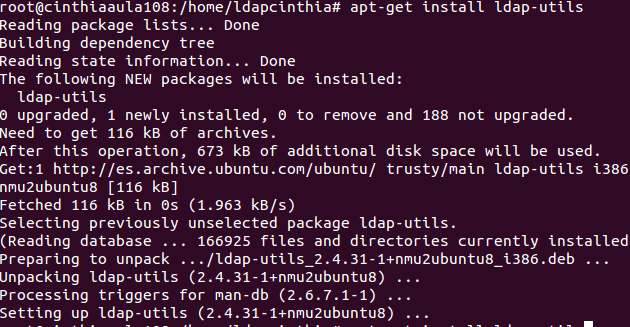 root@cinthiaaula108:/home/ldapcinthia# apt-get install ldap-utils
Reading package lists... Done
Building dependency tree
Reading state information... Done
The following NEW packages will be installed:
  ldap-utils
0 upgraded, 1 newly installed, 0 to remove and 188 not upgraded.
Need to get 116 kB of archives.
After this operation, 673 kB of additional disk space will be used.
Get:1 http://es.archive.ubuntu.com/ubuntu/ trusty/main ldap-utils i386
nmu2ubuntu8 [116 kB]
Fetched 116 kB in 0s (1.963 kB/s)
Selecting previously unselected package ldap-utils.
(Reading database ... 166925 files and directories currently installed
Preparing to unpack .../ldap-utils_2.4.31-1+nmu2ubuntu8_i386.deb ...
Unpacking ldap-utils (2.4.31-1+nmu2ubuntu8) ...
Processing triggers for man-db (2.6.7.1-1) ...
Setting up ldap-utils (2.4.31-1+nmu2ubuntu8) ...